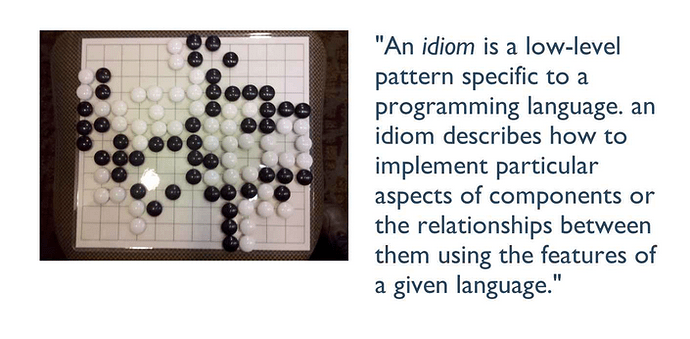 "An idiom is a low-level
pattern specific to a
programming language. an
idiom describes how to
implement particular
aspects of components or
the relationships between
them using the features of
a given language."